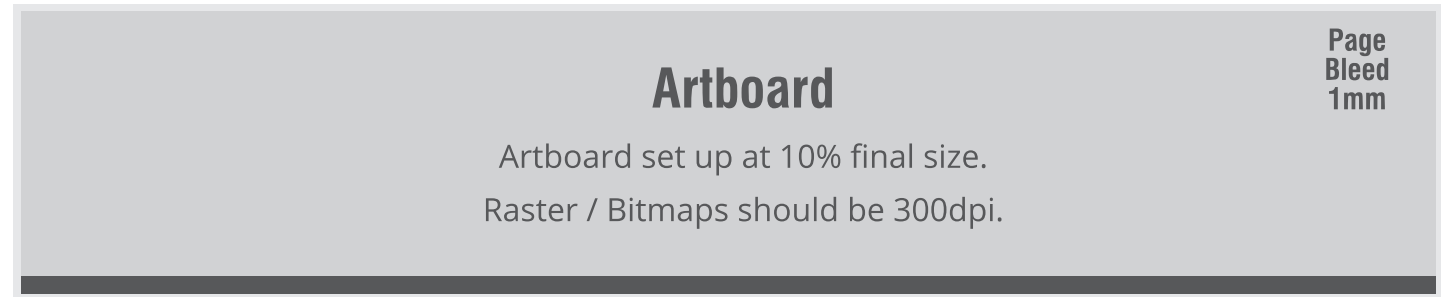 Page
Bleed
1mm
Artboard
Artboard set up at 10% final size.
Raster / Bitmaps should be 300dpi.